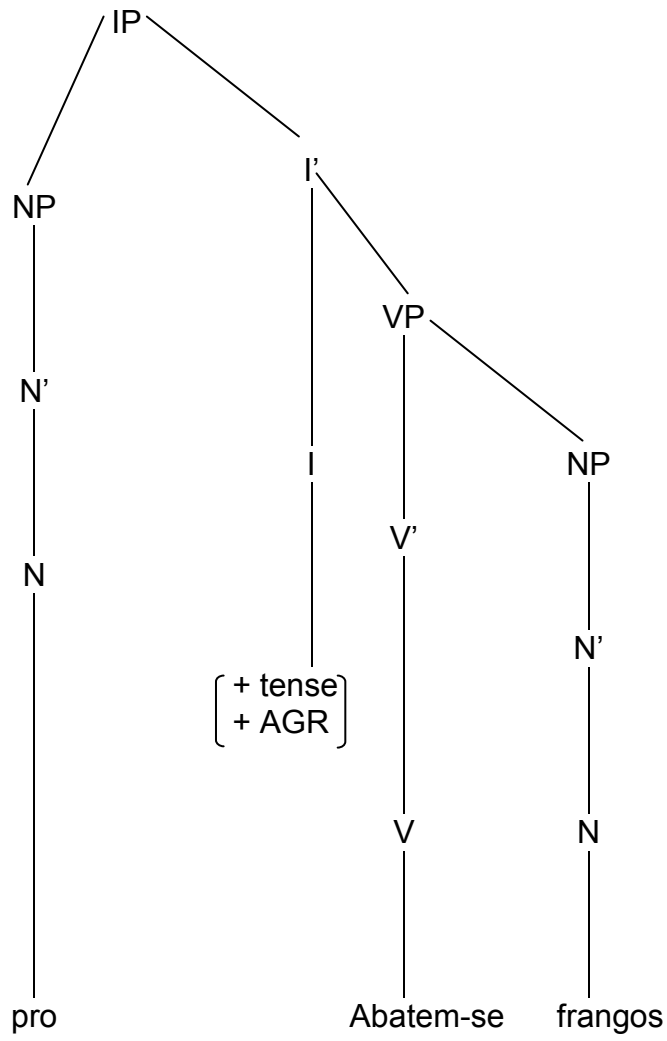 IP
I’
NP
VP
N’
I
NP
V’
N
N’
+ tense
+ AGR
V
N
pro
Abatem-se
frangos